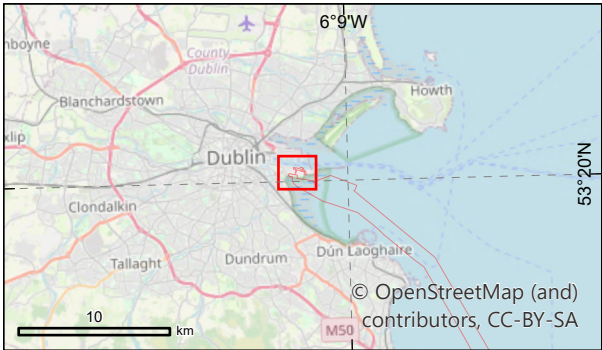 6°9'W
nboyne
County
Dublin
Howth
Blanchardstown
xlip
Dublin
53°20'N
Clondalkin
Dún Laoghaire
Tallaght
Dundrum
© OpenStreetMap (and)
contributors, CC-BY-SA
10
km
M50